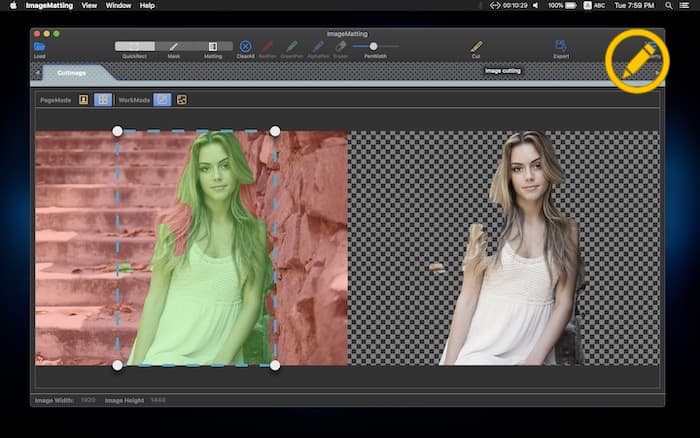 ImageMatting View Window Help 00:10:29 100% ABC Tue 7:59 PM
ImageMatting
Load QuickRect Mask Matting ClearAll RedPen GreenPen AlphaPen Eraser PenWidth Cut Export
CutImage
Image cutting
PageMode WorkMode
Image Width: 1920 Image Height 1440